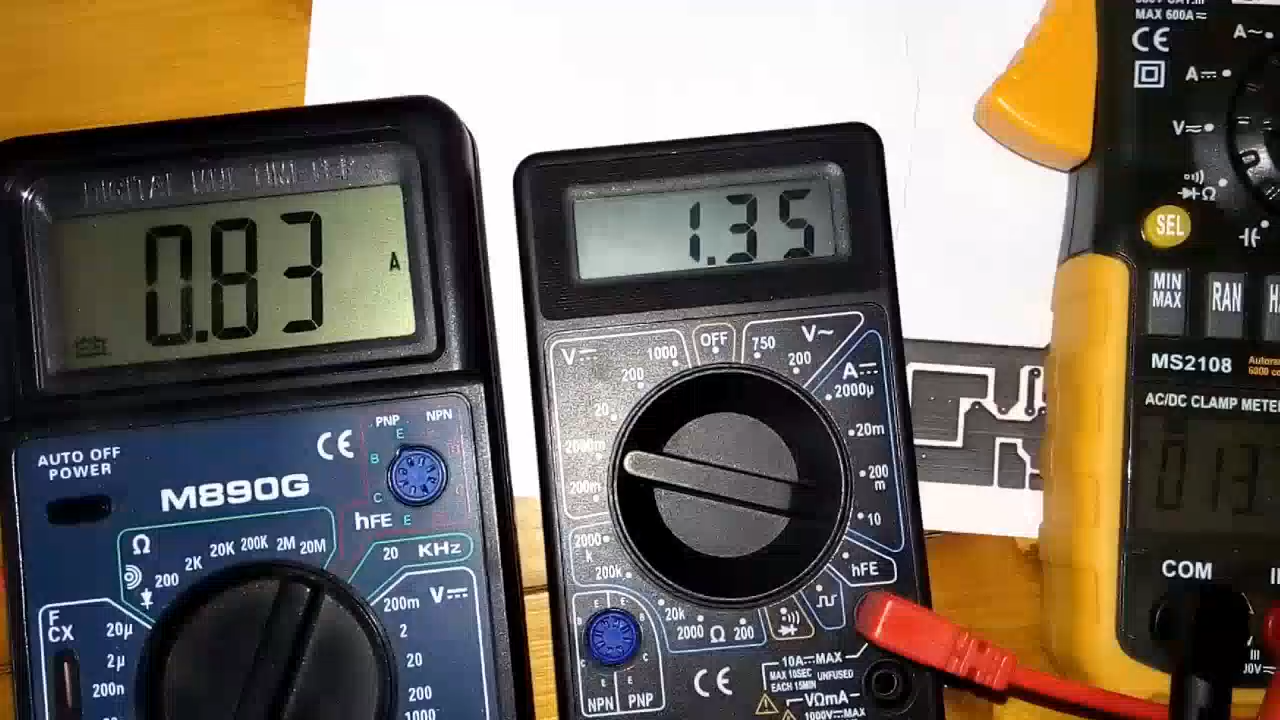 DIGITAL MULTIMETER
0.83
A
AUTO OFF
POWER
CE
M890G
PNP
NPN
E
B
C
E
hFE
Ω
200
2K
20K
200K
2M
20M
20
KHz
F
CX
20µ
2µ
200n
200m
V
2
20
200
1000
1.35
OFF
V
1000
200
20
2000m
200m
750
V~
200
A
2000µ
20m
200
m
10
hFE
2000
k
200k
20k
2000
Ω
200
E
E
B
B
C
C
E
E
NPN
PNP
CE
10A MAX
MAX 10SEC
EACH 15MIN
UNFUSED
VΩmA
1000V MAX
MAX 600A
CE
A~
A
V
Ω
SEL
MIN
MAX
RAN
MS2108
AC/DC CLAMP METER
COM